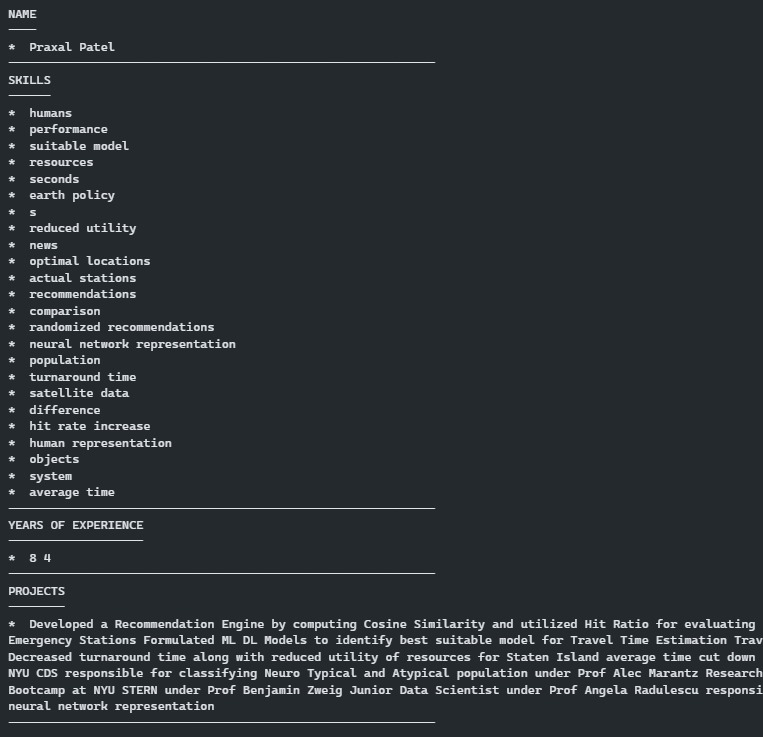 NAME
* Praxal Patel
SKILLS
* humans
* performance
* suitable model
* resources
* seconds
* earth policy
* s
* reduced utility
* news
* optimal locations
* actual stations
* recommendations
* comparison
* randomized recommendations
* neural network representation
* population
* turnaround time
* satellite data
* difference
* hit rate increase
* human representation
* objects
* system
* average time
YEARS OF EXPERIENCE
* 8 4
PROJECTS
* Developed a Recommendation Engine by computing Cosine Similarity and utilized Hit Ratio for evaluating
Emergency Stations Formulated ML DL Models to identify best suitable model for Travel Time Estimation Trav
Decreased turnaround time along with reduced utility of resources for Staten Island average time cut down
NYU CDS responsible for classifying Neuro Typical and Atypical population under Prof Alec Marantz Research
Bootcamp at NYU STERN under Prof Benjamin Zweig Junior Data Scientist under Prof Angela Radulescu responsi
neural network representation